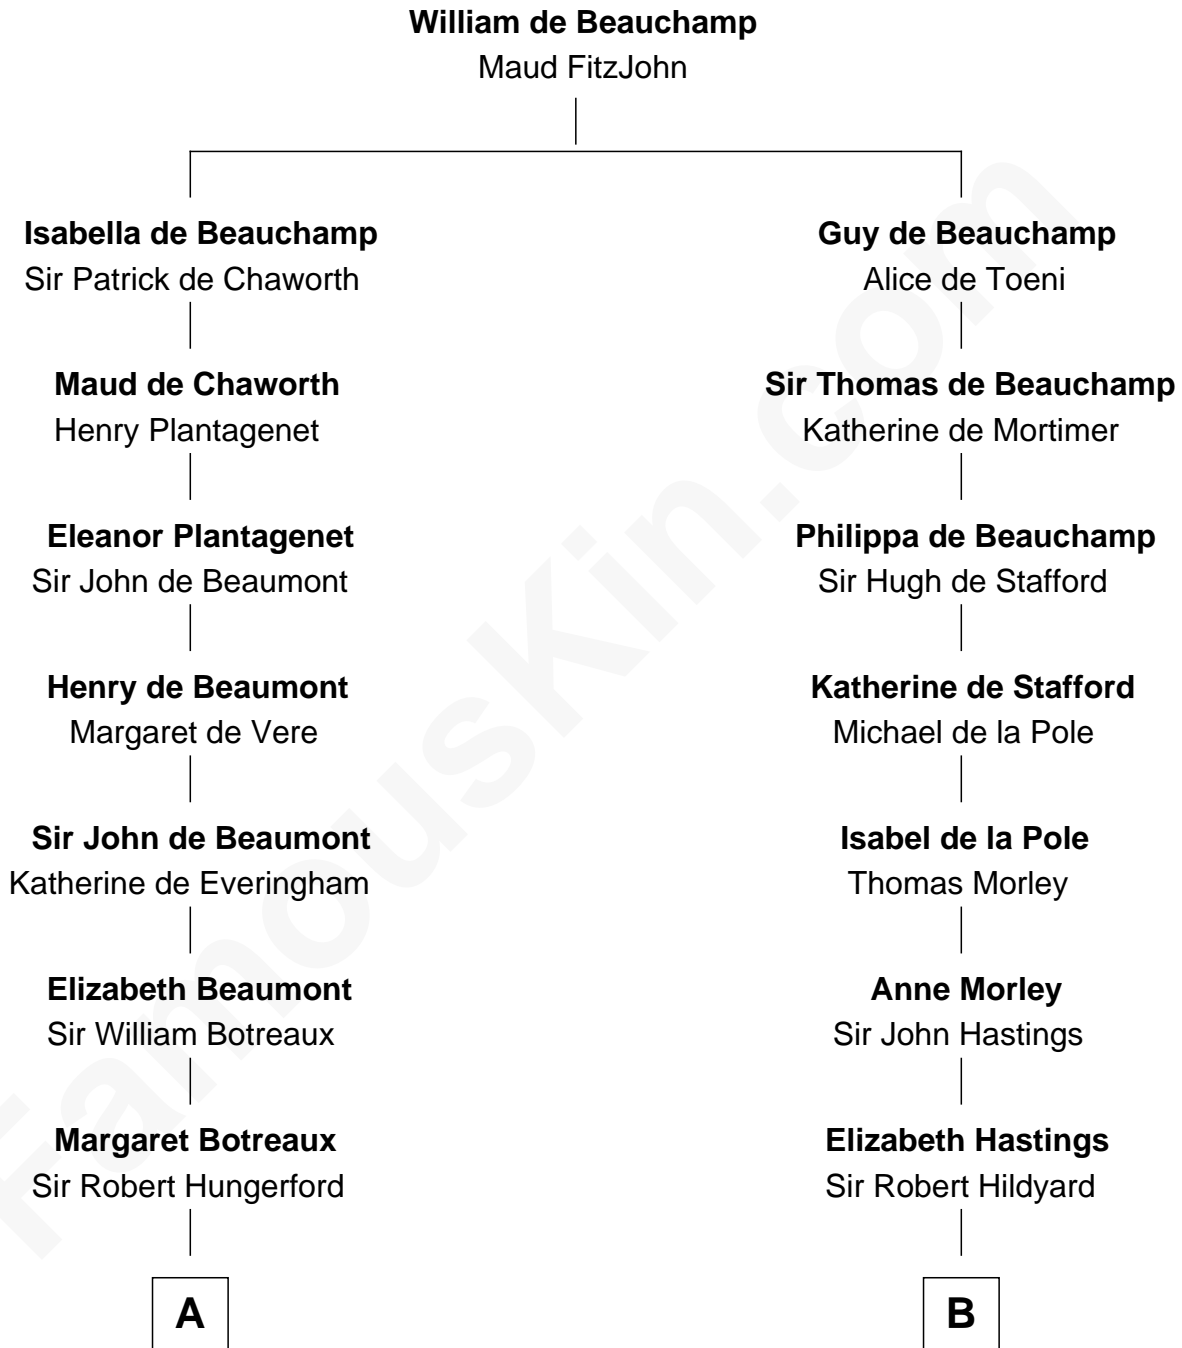 William de Beauchamp
Maud FitzJohn
Isabella de Beauchamp
Sir Patrick de Chaworth
Guy de Beauchamp
Alice de Toeni
Maud de Chaworth
Henry Plantagenet
Sir Thomas de Beauchamp
Katherine de Mortimer
Eleanor Plantagenet
Sir John de Beaumont
Philippa de Beauchamp
Sir Hugh de Stafford
Henry de Beaumont
Margaret de Vere
Katherine de Stafford
Michael de la Pole
Sir John de Beaumont
Katherine de Everingham
Isabel de la Pole
Thomas Morley
Elizabeth Beaumont
Sir William Botreaux
Anne Morley
Sir John Hastings
Margaret Botreaux
Sir Robert Hungerford
Elizabeth Hastings
Sir Robert Hildyard
A
B
FamousKin.com